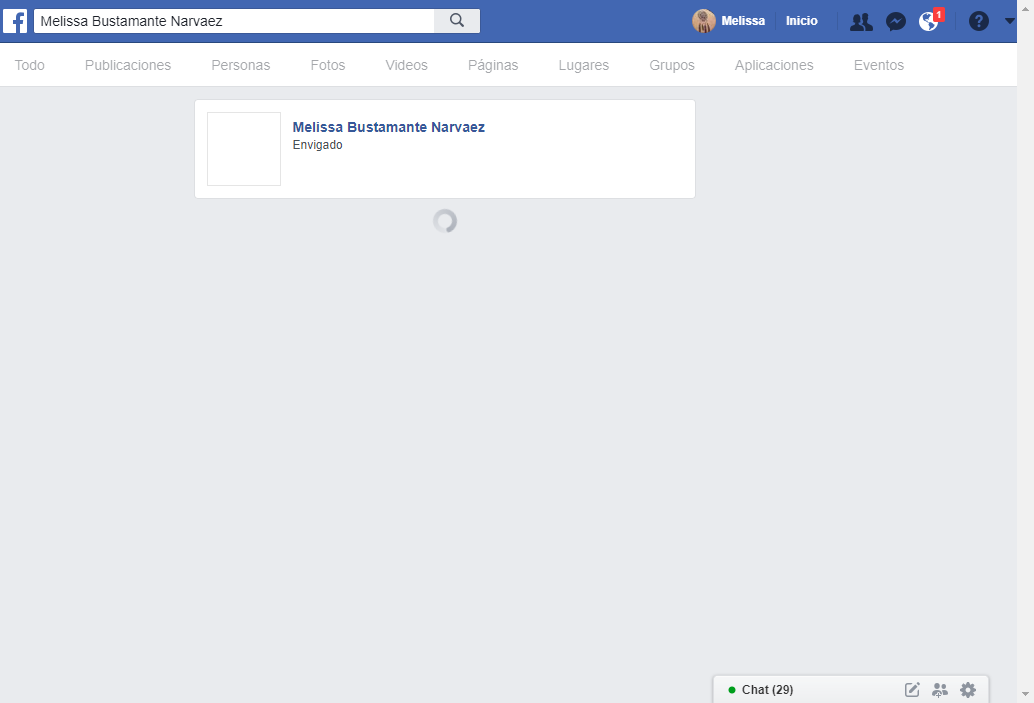 Melissa Bustamante Narvaez
Melissa Inicio 1 ?
Todo Publicaciones Personas Fotos Videos Páginas Lugares Grupos Aplicaciones Eventos
Melissa Bustamante Narvaez
Envigado
Chat (29)